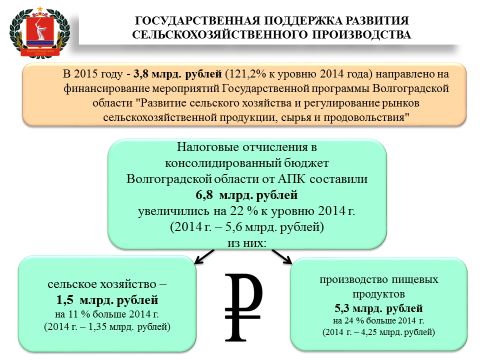 ГОСУДАРСТВЕННАЯ ПОДДЕРЖКА РАЗВИТИЯ
СЕЛЬСКОХОЗЯЙСТВЕННОГО ПРОИЗВОДСТВА
В 2015 году - 3,8 млрд. рублей (121,2% к уровню 2014 года) направлено на
финансирование мероприятий Государственной программы Волгоградской
области "Развитие сельского хозяйства и регулирование рынков
сельскохозяйственной продукции, сырья и продовольствия"
Налоговые отчисления в
консолидированный бюджет
Волгоградской области от АПК составили
6,8 млрд. рублей
увеличились на 22 % к уровню 2014 г.
(2014 г. – 5,6 млрд. рублей)
из них:
сельское хозяйство –
1,5 млрд. рублей
на 11 % больше 2014 г.
(2014 г. – 1,35 млрд. рублей)
₽
производство пищевых
продуктов
5,3 млрд. рублей
на 24 % больше 2014 г.
(2014 г. – 4,25 млрд. рублей)